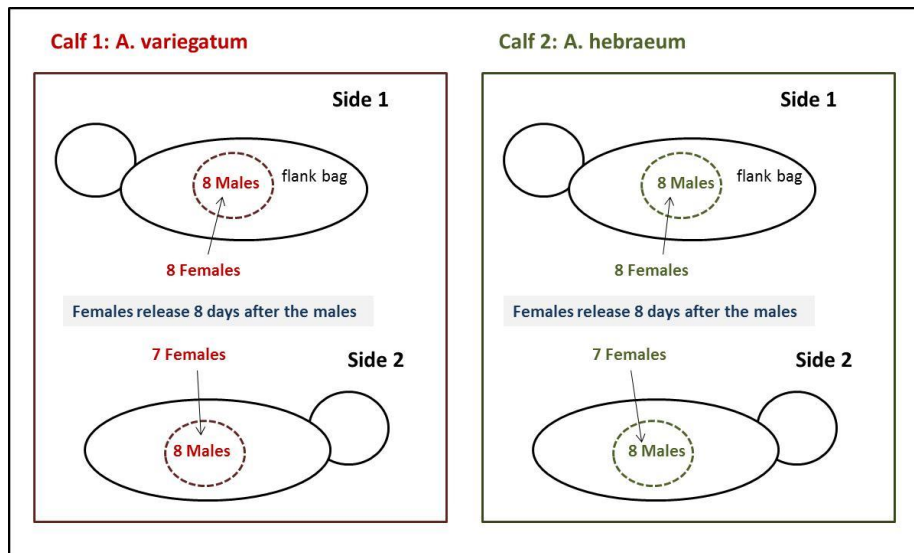 Calf 1: A. variegatum
Side 1
8 Males
flank bag
8 Females
Females release 8 days after the males
7 Females
Side 2
8 Males
Calf 2: A. hebraeum
Side 1
8 Males
flank bag
8 Females
Females release 8 days after the males
7 Females
Side 2
8 Males